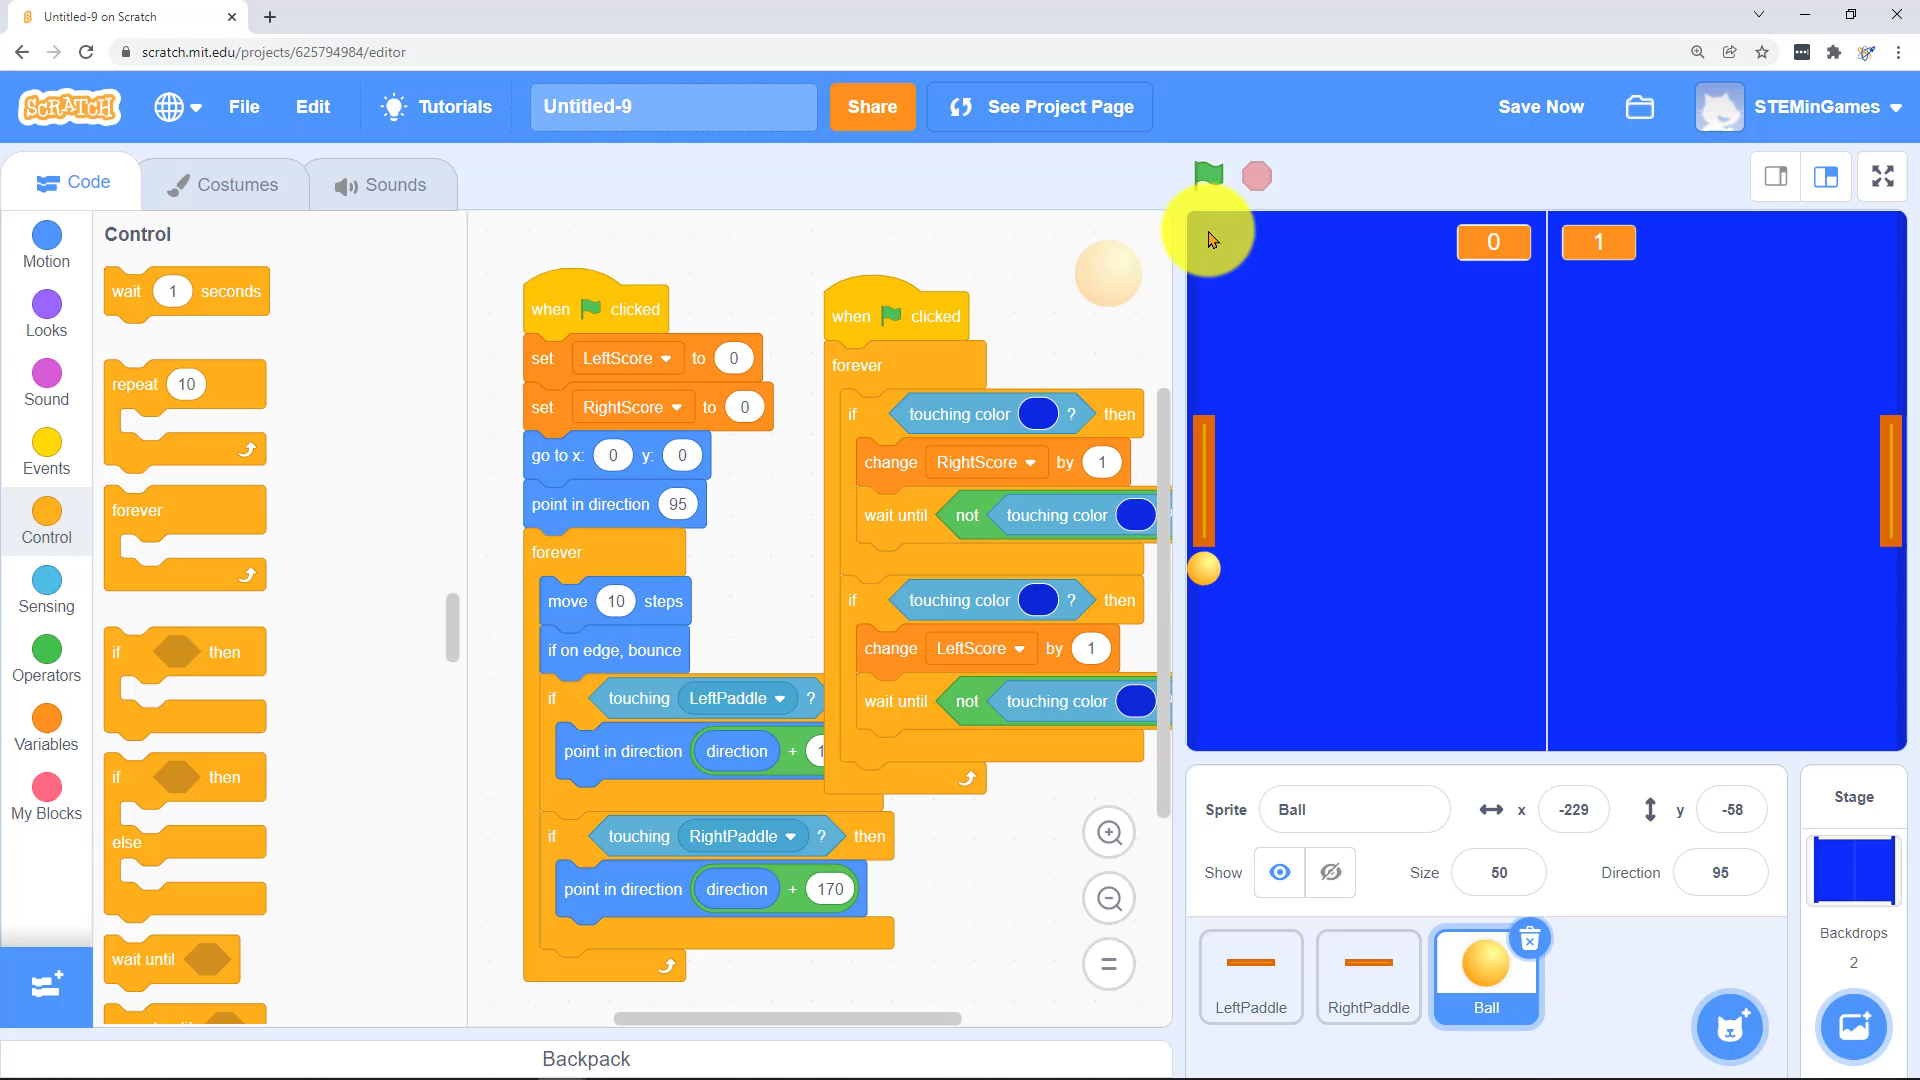 Untitled-9 on Scratch
scratch.mit.edu/projects/625794984/editor
SCRATCH
File
Edit
Tutorials
Untitled-9
Share
See Project Page
Save Now
STEMinGames
Code
Costumes
Sounds
Motion
Looks
Sound
Events
Control
Sensing
Operators
Variables
My Blocks
Control
wait 1 seconds
repeat 10
forever
if then
if then
else
wait until
when clicked
set LeftScore to 0
set RightScore to 0
go to x: 0 y: 0
point in direction 95
forever
move 10 steps
if on edge, bounce
if touching LeftPaddle ?
point in direction direction + 1
if touching RightPaddle ? then
point in direction direction + 170
when clicked
forever
if touching color ? then
change RightScore by 1
wait until not touching color
if touching color ? then
change LeftScore by 1
wait until not touching color
0
1
Sprite Ball x -229 y -58
Show Size 50 Direction 95
LeftPaddle
RightPaddle
Ball
Stage
Backdrops
2
Backpack